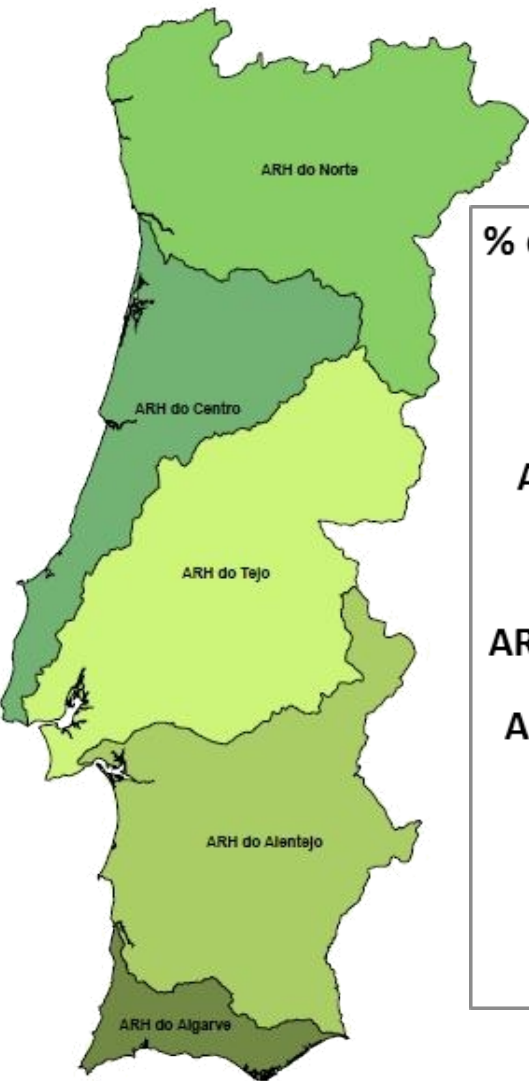 ARH do Norte
ARH do Centro
ARH do Tejo
ARH do Alentejo
ARH do Algarve
%
A
AR
A